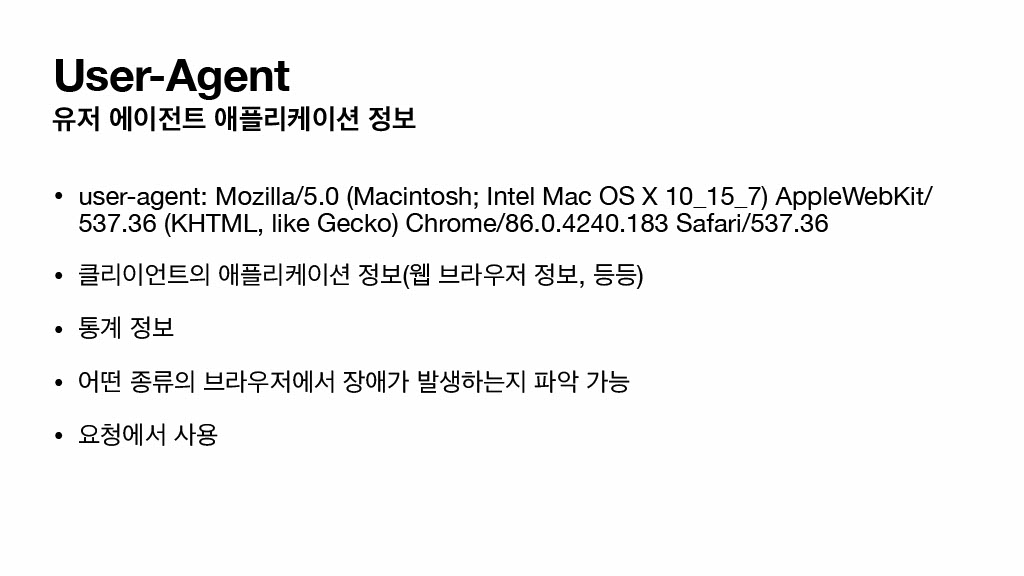 User-Agent
유저 에이전트 애플리케이션 정보
• user-agent: Mozilla/5.0 (Macintosh; Intel Mac OS X 10_15_7) AppleWebKit/
537.36 (KHTML, like Gecko) Chrome/86.0.4240.183 Safari/537.36
• 클리이언트의 애플리케이션 정보(웹 브라우저 정보, 등등)
• 통계 정보
• 어떤 종류의 브라우저에서 장애가 발생하는지 파악 가능
• 요청에서 사용